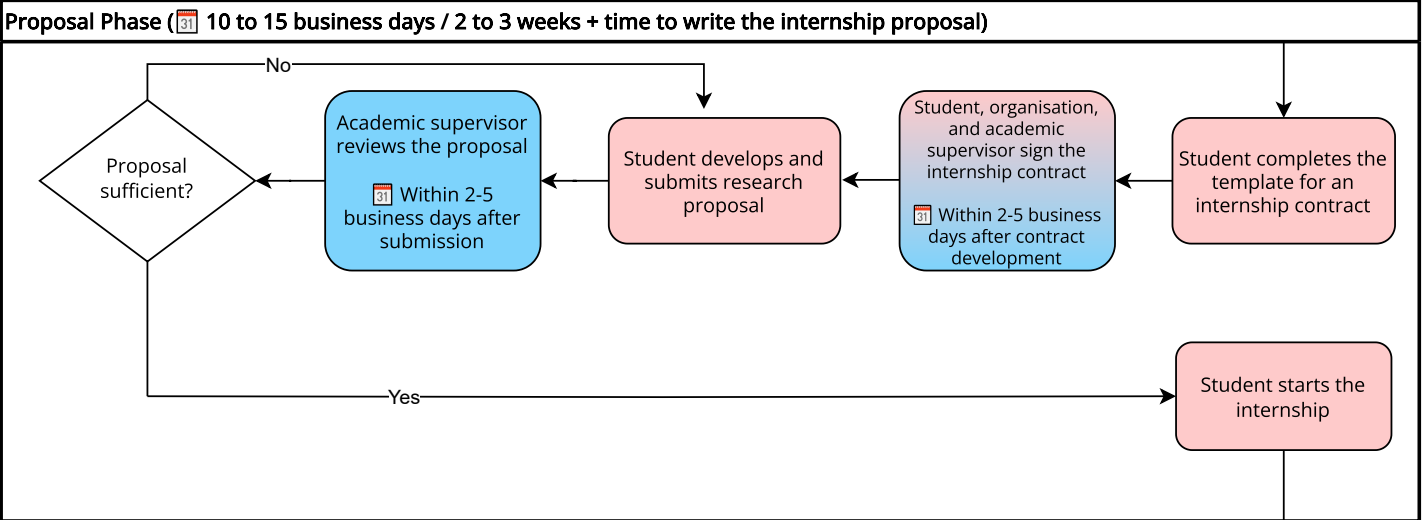 Proposal Phase (📅 10 to 15 business days / 2 to 3 weeks + time to write the internship proposal)
No
Proposal
sufficient?
Academic supervisor
reviews the proposal
31 Within 2-5
business days after
submission
Student develops and
submits research
proposal
Student, organisation,
and academic
supervisor sign the
internship contract
31 Within 2-5 business
days after contract
development
Student completes the
template for an
internship contract
Yes
Student starts the
internship